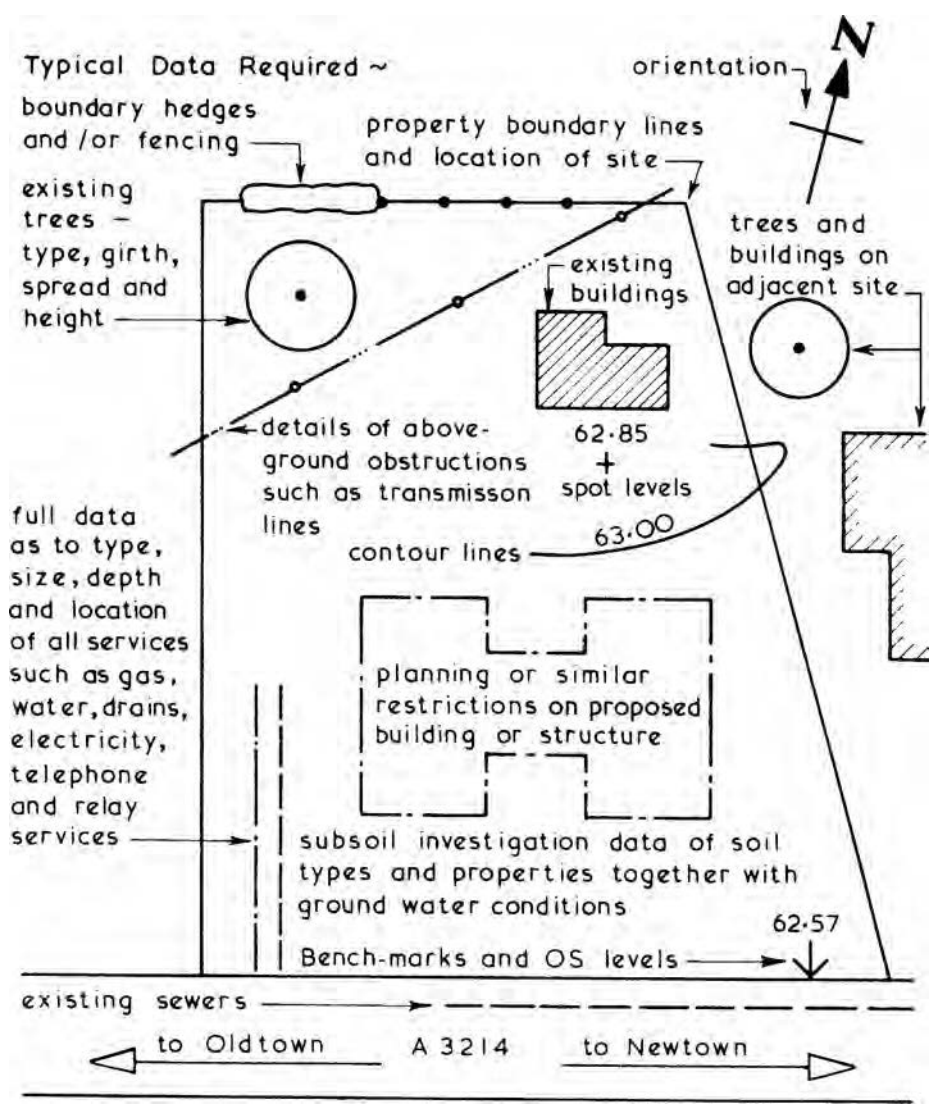 N
Typical Data Required ~
orientation
boundary hedges
and /or fencing
property boundary lines
and location of site
existing
trees –
type, girth,
spread and
height
trees and
buildings on
adjacent site
existing
buildings
details of above-
ground obstructions
such as transmisson
lines
62·85
+
spot levels
63·00
contour lines
full data
as to type,
size, depth
and location
of all services
such as gas,
water, drains,
electricity,
telephone
and relay
services
planning or similar
restrictions on proposed
building or structure
subsoil investigation data of soil
types and properties together with
ground water conditions
62·57
Bench-marks and OS levels
existing sewers
to Oldtown A 3214 to Newtown